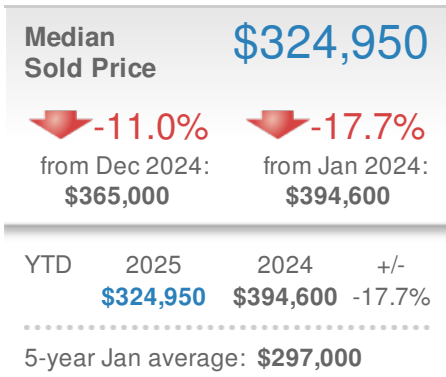 Median
Sold Price
$324,950
-11.0% -17.7%
from Dec 2024: from Jan 2024:
$365,000 $394,600
YTD 2025 2024 +/-
$324,950 $394,600 -17.7%
5-year Jan average: $297,000